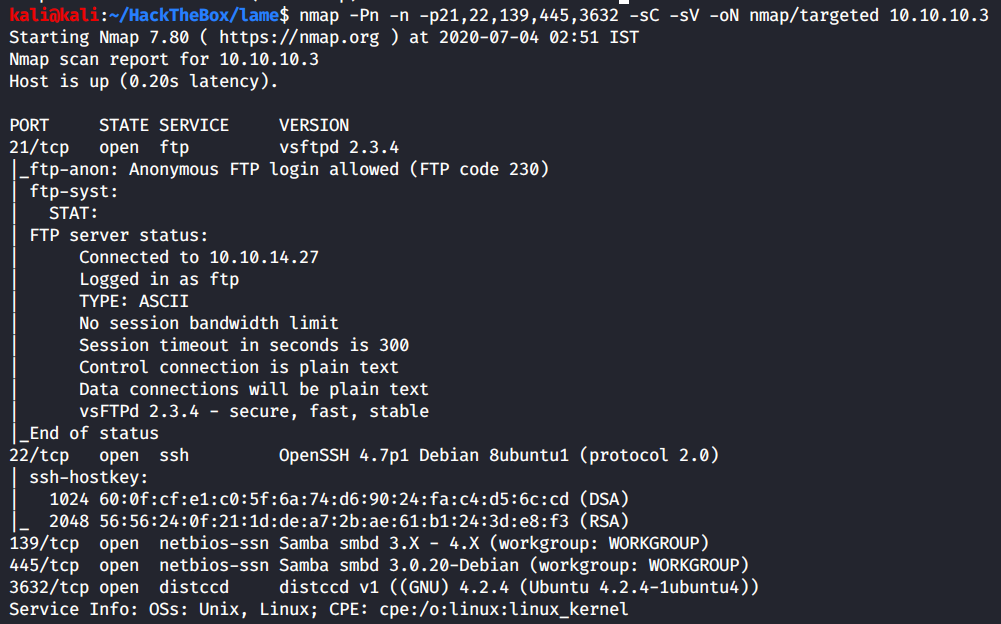 kali@kali:~/HackTheBox/lame$ nmap -Pn -n -p21,22,139,445,3632 -sC -sV -oN nmap/targeted 10.10.10.3
Starting Nmap 7.80 ( https://nmap.org ) at 2020-07-04 02:51 IST
Nmap scan report for 10.10.10.3
Host is up (0.20s latency).

PORT     STATE SERVICE     VERSION
21/tcp   open  ftp         vsftpd 2.3.4
|_ftp-anon: Anonymous FTP login allowed (FTP code 230)
| ftp-syst:
|   STAT:
| FTP server status:
|      Connected to 10.10.14.27
|      Logged in as ftp
|      TYPE: ASCII
|      No session bandwidth limit
|      Session timeout in seconds is 300
|      Control connection is plain text
|      Data connections will be plain text
|      vsFTPd 2.3.4 - secure, fast, stable
|_End of status
22/tcp   open  ssh         OpenSSH 4.7p1 Debian 8ubuntu1 (protocol 2.0)
| ssh-hostkey:
|   1024 60:0f:cf:e1:c0:5f:6a:74:d6:90:24:fa:c4:d5:6c:cd (DSA)
|_  2048 56:56:24:0f:21:1d:de:a7:2b:ae:61:b1:24:3d:e8:f3 (RSA)
139/tcp  open  netbios-ssn Samba smbd 3.X - 4.X (workgroup: WORKGROUP)
445/tcp  open  netbios-ssn Samba smbd 3.0.20-Debian (workgroup: WORKGROUP)
3632/tcp open  distccd     distccd v1 ((GNU) 4.2.4 (Ubuntu 4.2.4-1ubuntu4))
Service Info: OSs: Unix, Linux; CPE: cpe:/o:linux:linux_kernel